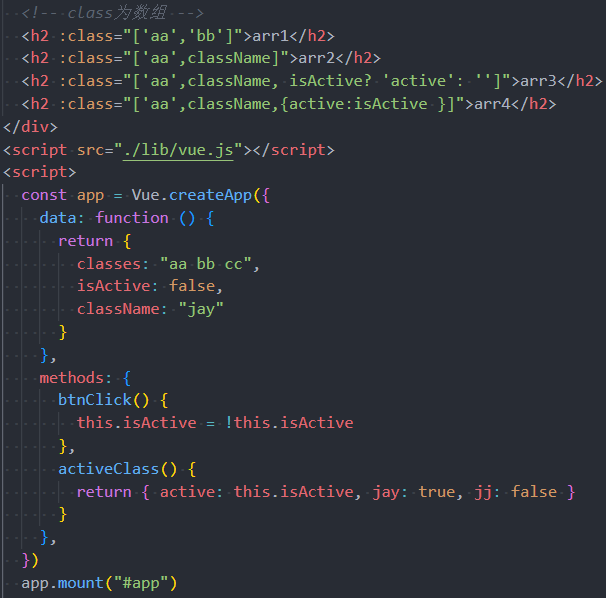 <!-- class为数组 -->
<h2 :class="['aa','bb']">arr1</h2>
<h2 :class="['aa',className]">arr2</h2>
<h2 :class="['aa',className, isActive? 'active': '']">arr3</h2>
<h2 :class="['aa',className,{active:isActive }]">arr4</h2>
</div>
<script src="./lib/vue.js"></script>
<script>
const app = Vue.createApp({
data: function () {
return {
classes: "aa bb cc",
isActive: false,
className: "jay"
}
},
methods: {
btnClick() {
this.isActive = !this.isActive
},
activeClass() {
return { active: this.isActive, jay: true, jj: false }
}
},
})
app.mount("#app")